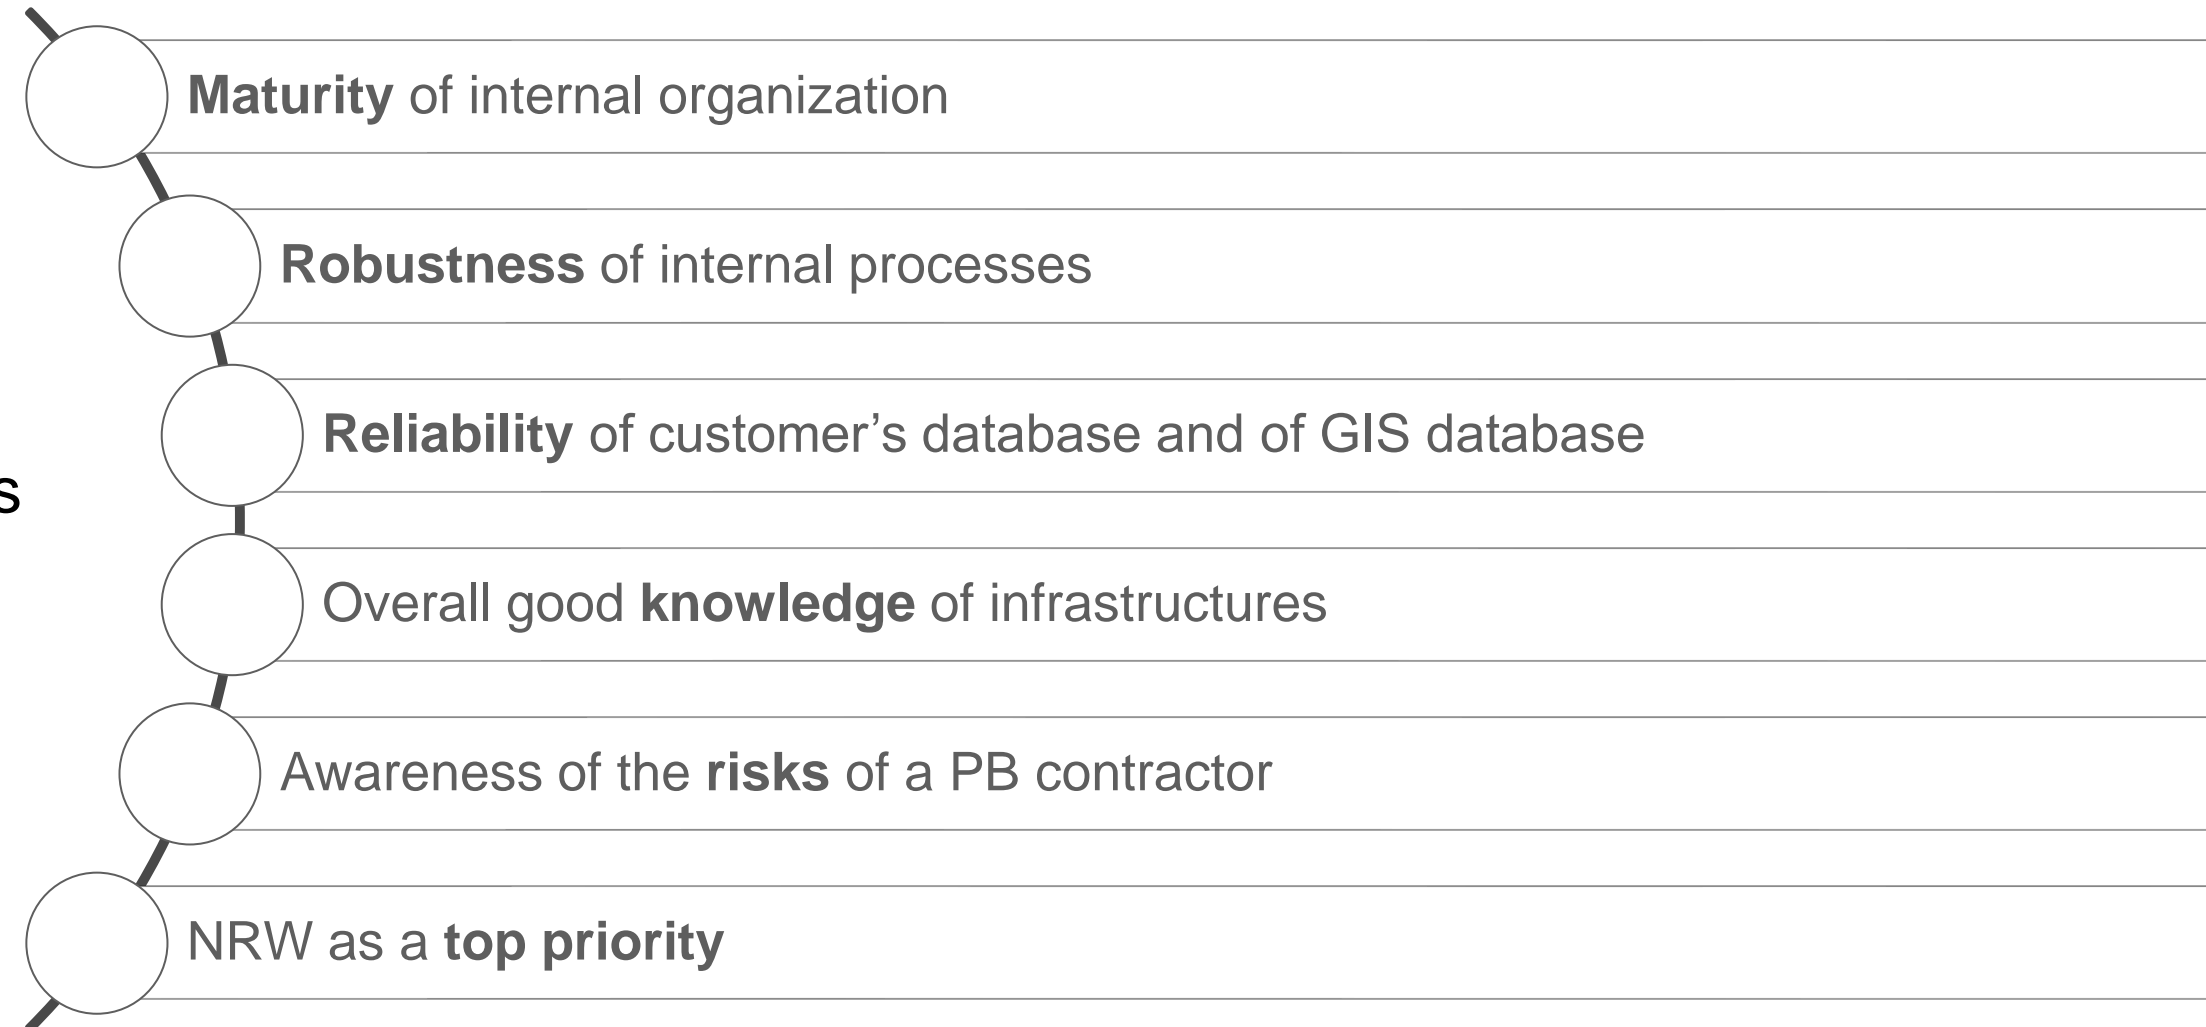 Maturity of internal organization
Robustness of internal processes
Reliability of customer’s database and of GIS database
s
Overall good knowledge of infrastructures
Awareness of the risks of a PB contractor
NRW as a top priority